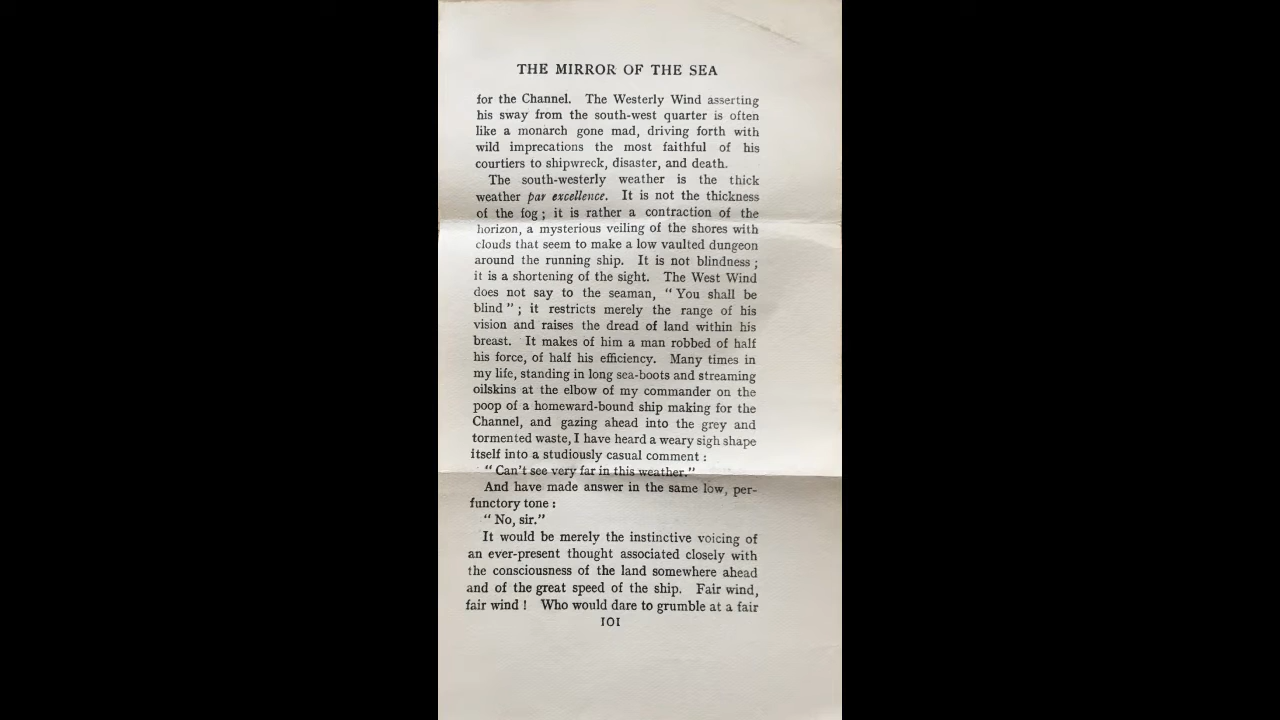 THE MIRROR OF THE SEA
for the Channel. The Westerly Wind asserting
his sway from the south-west quarter is often
like a monarch gone mad, driving forth with
wild imprecations the most faithful of his
courtiers to shipwreck, disaster, and death.
The south-westerly weather is the thick
weather par excellence. It is not the thickness
of the fog; it is rather a contraction of the
horizon, a mysterious veiling of the shores with
clouds that seem to make a low vaulted dungeon
around the running ship. It is not blindness;
it is a shortening of the sight. The West Wind
does not say to the seaman, "You shall be
blind"; it restricts merely the range of his
vision and raises the dread of land within his
breast. It makes of him a man robbed of half
his force, of half his efficiency. Many times in
my life, standing in long sea-boots and streaming
oilskins at the elbow of my commander on the
poop of a homeward-bound ship making for the
Channel, and gazing ahead into the grey and
tormented waste, I have heard a weary sigh shape
itself into a studiously casual comment:
"Can't see very far in this weather."
And have made answer in the same low, per-
functory tone:
"No, sir."
It would be merely the instinctive voicing of
an ever-present thought associated closely with
the consciousness of the land somewhere ahead
and of the great speed of the ship. Fair wind,
fair wind! Who would dare to grumble at a fair
101